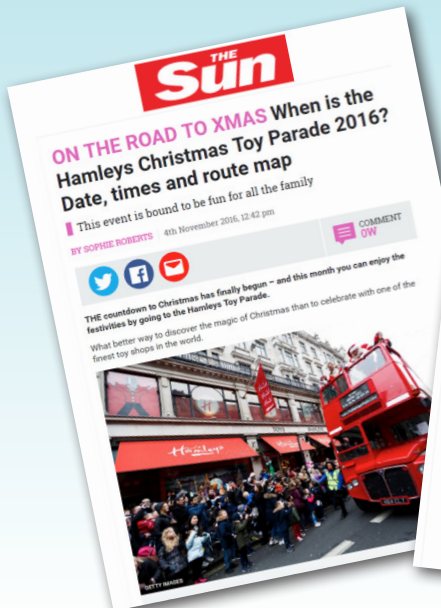 THE
Sun
ON THE ROAD TO XMAS When is the
Hamleys Christmas Toy Parade 2016?
Date, times and route map
This event is bound to be fun for all the family
BY SOPHIE ROBERTS 4th November 2016, 12:42 pm
COMMENT
0W
THE countdown to Christmas has finally begun – and this month you can enjoy the
festivities by going to the Hamleys Toy Parade.
What better way to discover the magic of Christmas than to celebrate with one of the
finest toy shops in the world.
Hamleys
GETTY IMAGES